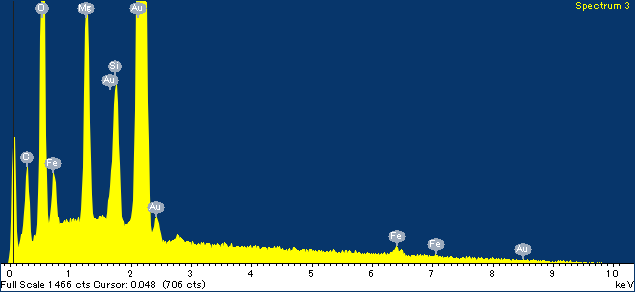 Spectrum 3
O Mg Au
Si
Au
C Fe
Au
Fe Fe Au
0 1 2 3 4 5 6 7 8 9 10
Full Scale 1466 cts Cursor: 0.048 (706 cts) keV